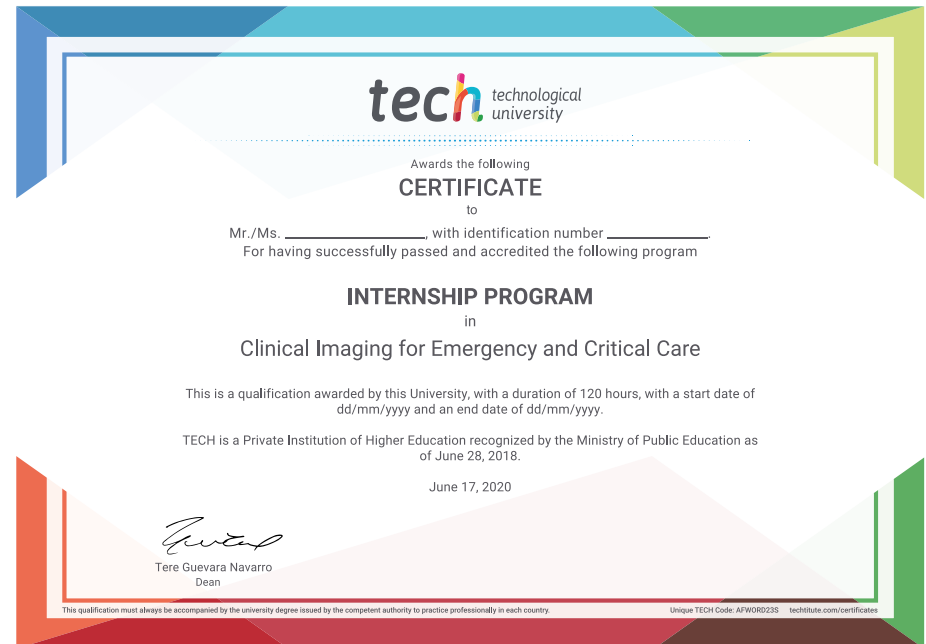 tech technological
university
Awards the following
CERTIFICATE
to
Mr./Ms. ____________________, with identification number ______________.
For having successfully passed and accredited the following program
INTERNSHIP PROGRAM
in
Clinical Imaging for Emergency and Critical Care
This is a qualification awarded by this University, with a duration of 120 hours, with a start date of
dd/mm/yyyy and an end date of dd/mm/yyyy.
TECH is a Private Institution of Higher Education recognized by the Ministry of Public Education as
of June 28, 2018.
June 17, 2020
Tere Guevara Navarro
Dean
This qualification must always be accompanied by the university degree issued by the competent authority to practice professionally in each country. Unique TECH Code: AFWORD23S techtitute.com/certificates